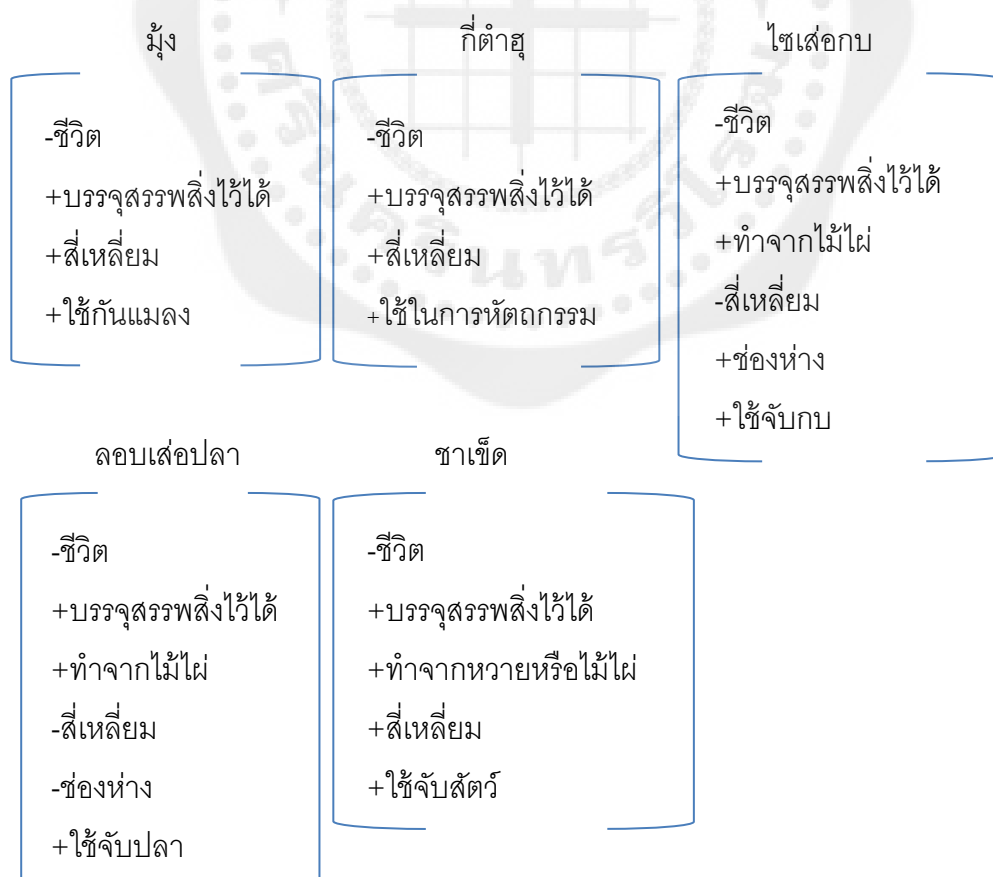 มุ้ง
-ชีวิต
+บรรจุสรรพสิ่งไว้ได้
+สี่เหลี่ยม
+ใช้กันแมลง
กี่ตำฮุ
-ชีวิต
+บรรจุสรรพสิ่งไว้ได้
+สี่เหลี่ยม
+ใช้ในการหัตถกรรม
ไซเส่อกบ
-ชีวิต
+บรรจุสรรพสิ่งไว้ได้
+ทำจากไม้ไผ่
-สี่เหลี่ยม
+ช่องห่าง
+ใช้จับกบ
ลอบเส่อปลา
-ชีวิต
+บรรจุสรรพสิ่งไว้ได้
+ทำจากไม้ไผ่
-สี่เหลี่ยม
-ช่องห่าง
+ใช้จับปลา
ชาเข็ด
-ชีวิต
+บรรจุสรรพสิ่งไว้ได้
+ทำจากหวายหรือไม้ไผ่
+สี่เหลี่ยม
+ใช้จับสัตว์